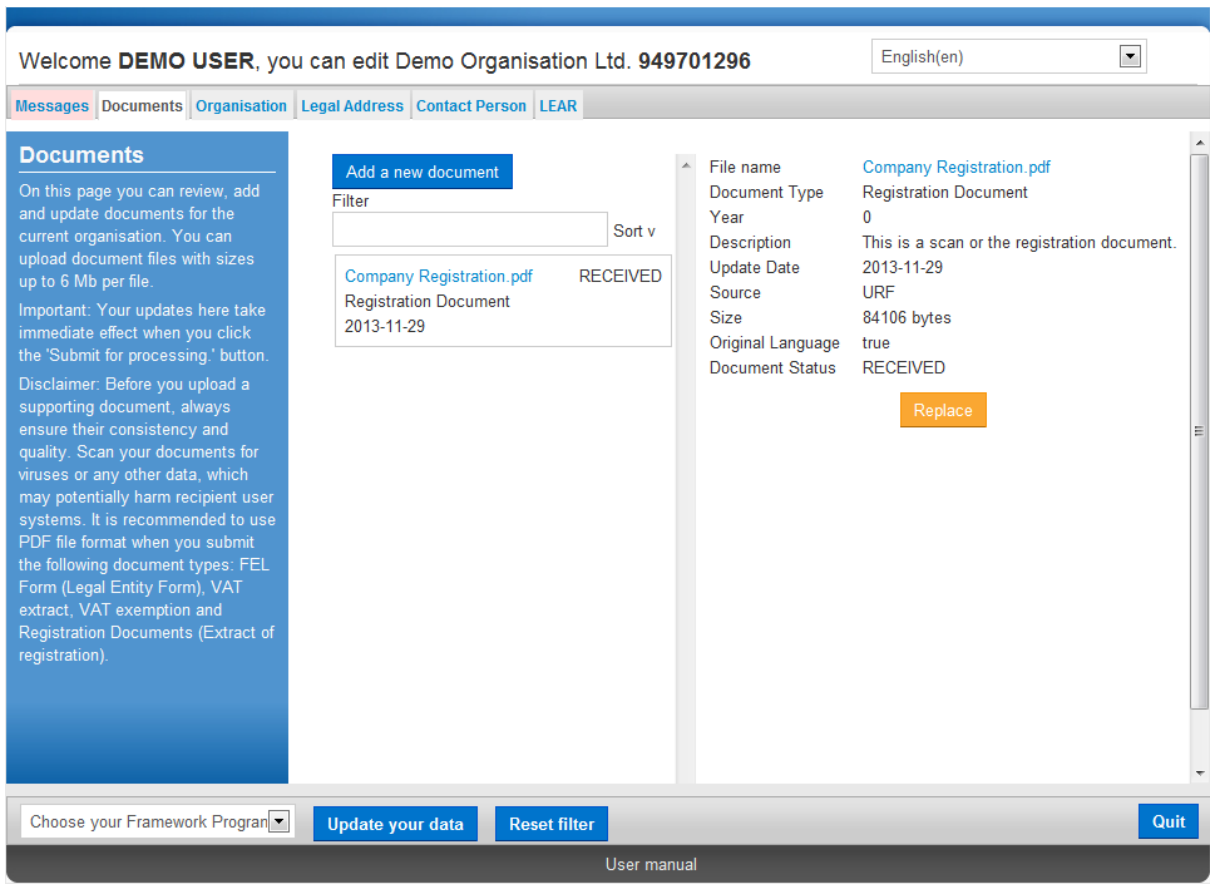 Welcome DEMO USER, you can edit Demo Organisation Ltd. 949701296
English(en)
Messages Documents Organisation Legal Address Contact Person LEAR
Documents
On this page you can review, add
and update documents for the
current organisation. You can
upload document files with sizes
up to 6 Mb per file.
Important: Your updates here take
immediate effect when you click
the 'Submit for processing.' button.
Disclaimer: Before you upload a
supporting document, always
ensure their consistency and
quality. Scan your documents for
viruses or any other data, which
may potentially harm recipient user
systems. It is recommended to use
PDF file format when you submit
the following document types: FEL
Form (Legal Entity Form), VAT
extract, VAT exemption and
Registration Documents (Extract of
registration).
Add a new document
Filter
Sort v
Company Registration.pdf RECEIVED
Registration Document
2013-11-29
File name Company Registration.pdf
Document Type Registration Document
Year 0
Description This is a scan or the registration document.
Update Date 2013-11-29
Source URF
Size 84106 bytes
Original Language true
Document Status RECEIVED
Replace
Choose your Framework Progran
Update your data
Reset filter
Quit
User manual